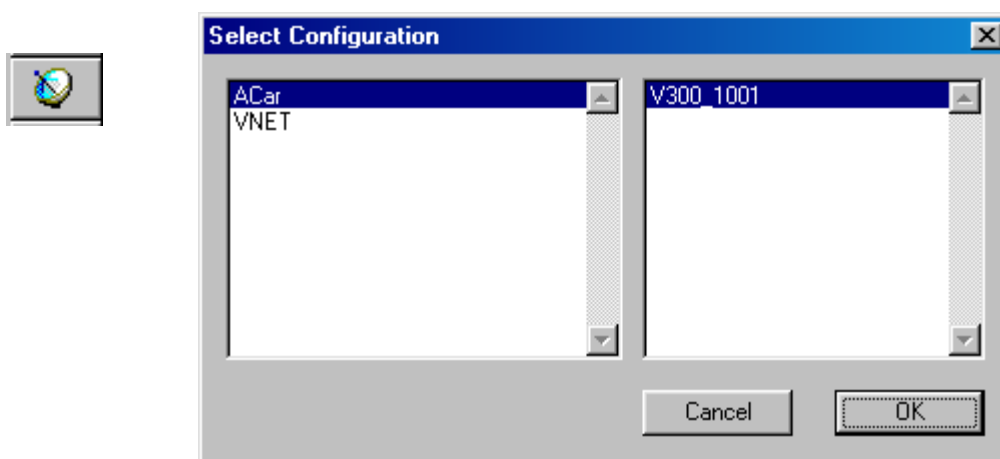 Select Configuration
ACar
VNET
V300_1001
Cancel
OK